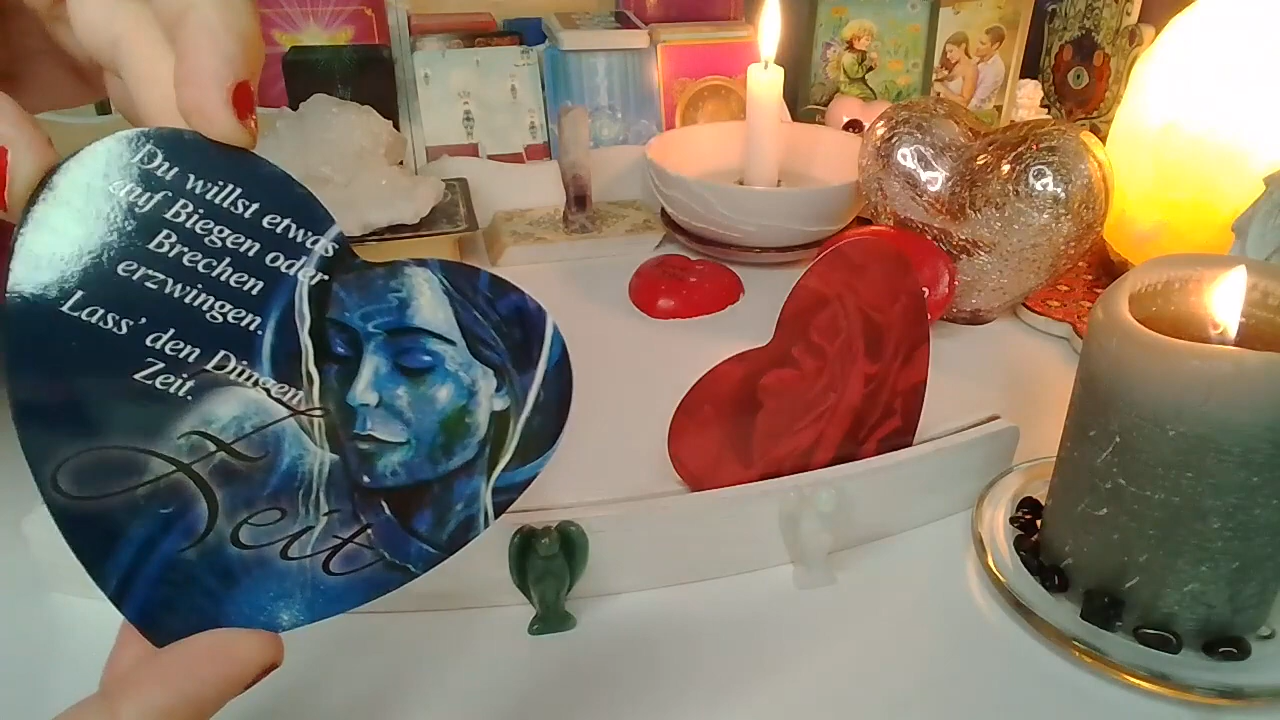 Du willst etwas
auf Biegen oder
Brechen
erzwingen.
Lass' den Dingen
Zeit.
Zeit